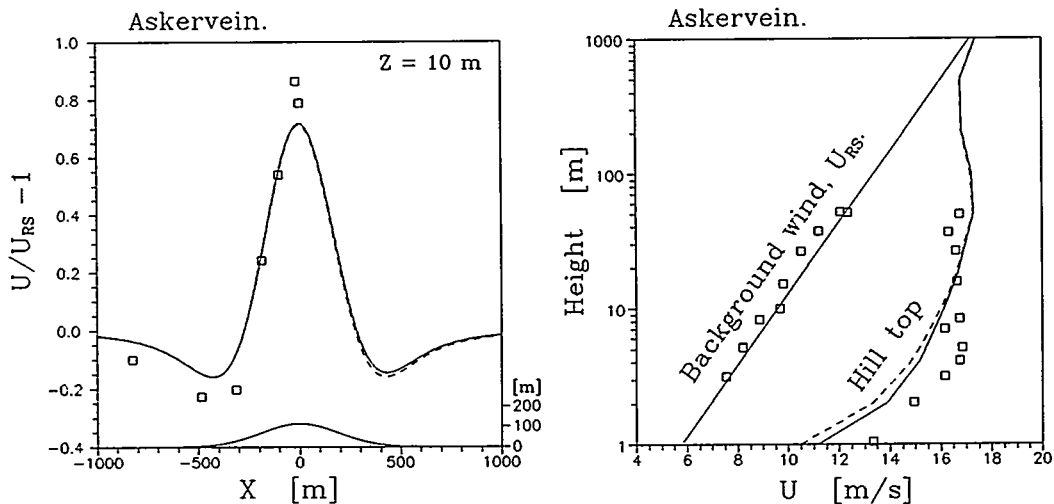 Askervein.
1.0
0.8
0.6
0.4
0.2
0.0
-0.2
-0.4
U/U_RS - 1
Z = 10 m
[m]
200
100
0
-1000
-500
0
500
1000
X [m]
Askervein.
1000
100
10
1
Height [m]
Background wind, U_RS.
Hill top
4
6
8
10
12
14
16
18
20
U [m/s]